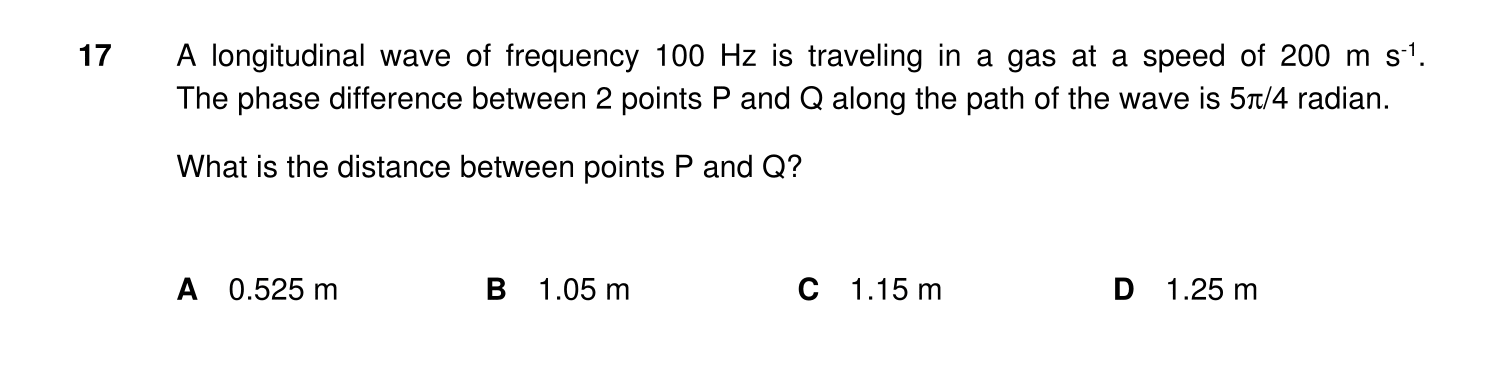 17 A longitudinal wave of frequency 100 Hz is traveling in a gas at a speed of 200 m s⁻¹.
The phase difference between 2 points P and Q along the path of the wave is 5π/4 radian.
What is the distance between points P and Q?
A 0.525 m B 1.05 m C 1.15 m D 1.25 m